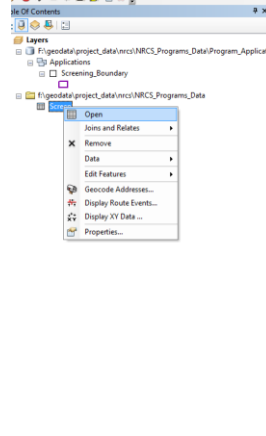 ble Of Contents
Layers
F:\geodata\project_data\nrcs\NRCS_Programs_Data\Program_Applicat
Applications
Screening_Boundary
f:\geodata\project_data\nrcs\NRCS_Programs_Data
Screen
Open
Joins and Relates
Remove
Data
Edit Features
Geocode Addresses...
Display Route Events...
Display XY Data ...
Properties...